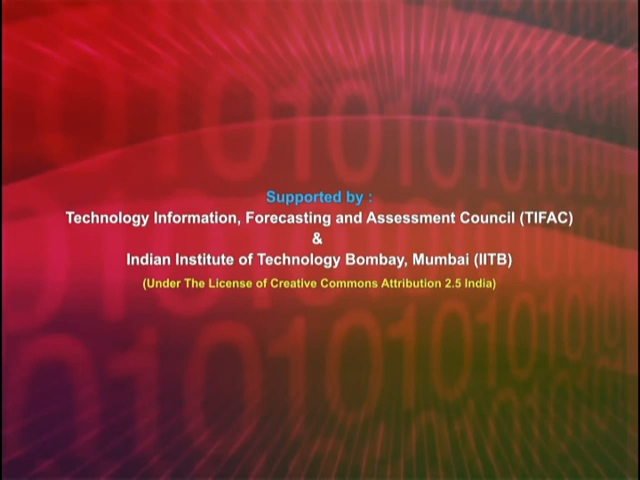 Supported by :
Technology Information, Forecasting and Assessment Council (TIFAC)
&
Indian Institute of Technology Bombay, Mumbai (IITB)
(Under The License of Creative Commons Attribution 2.5 India)